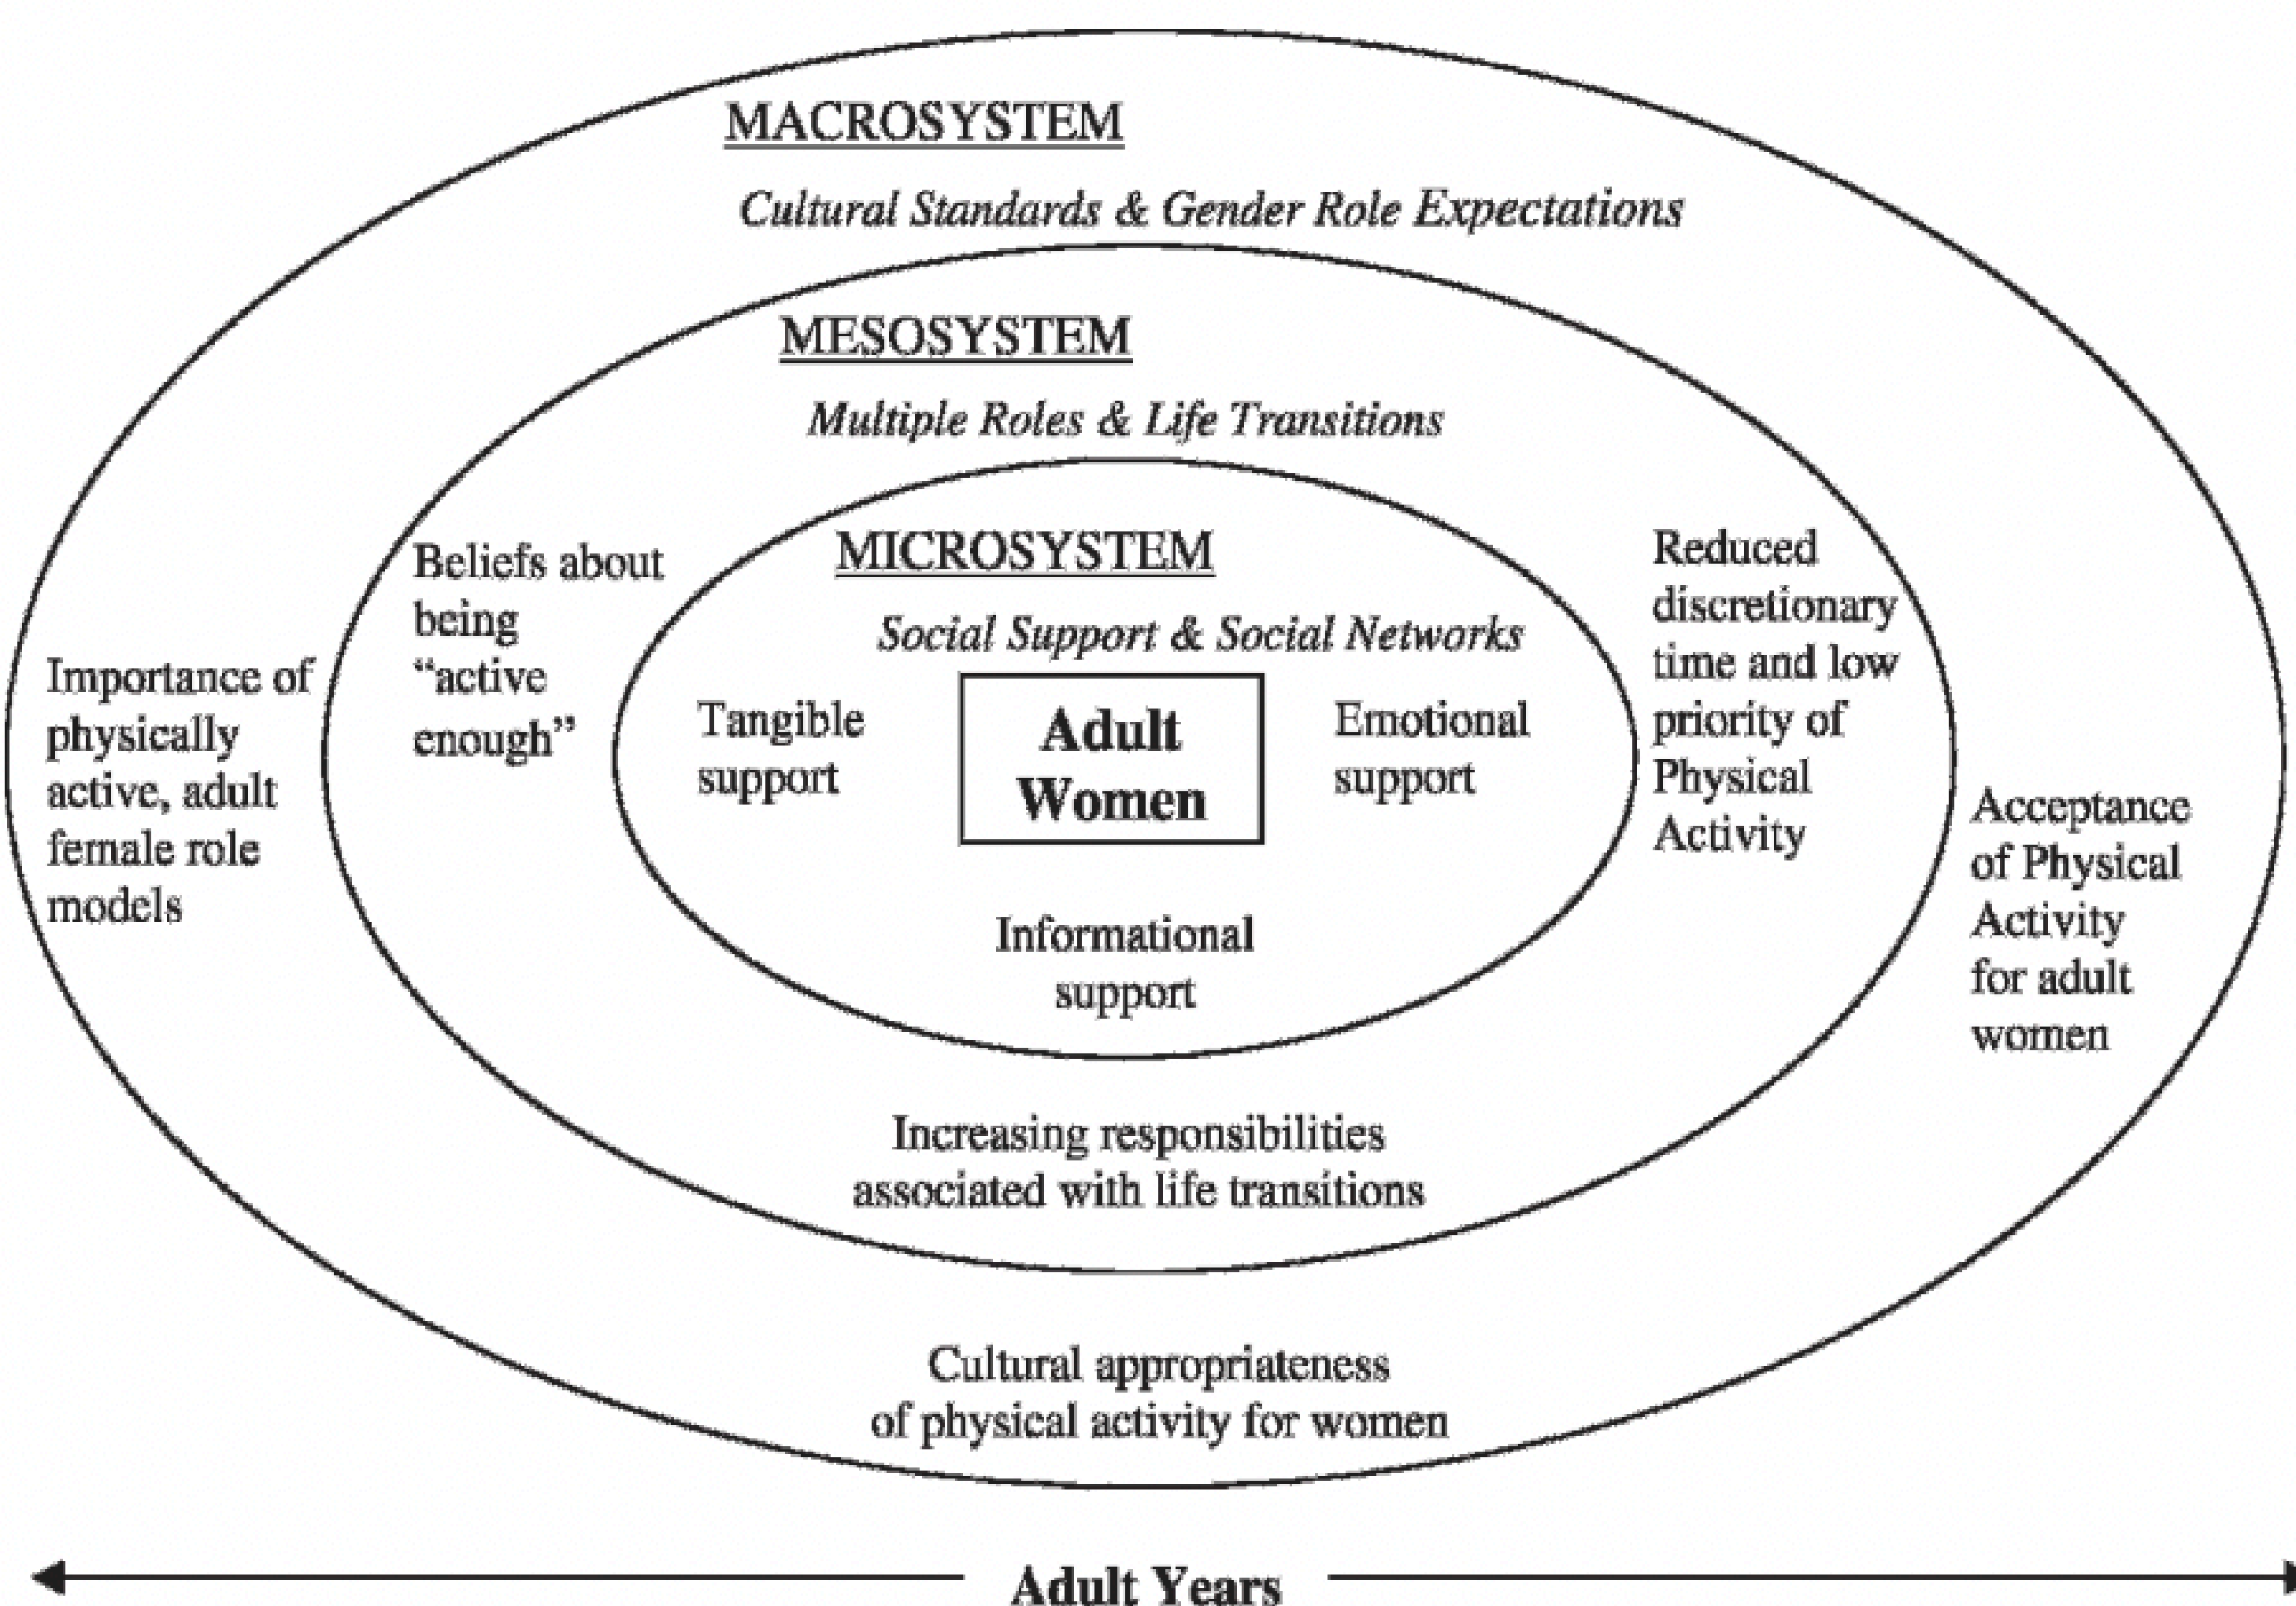 MACROSYSTEM
Cultural Standards & Gender Role Expectations
MESOSYSTEM
Multiple Roles & Life Transitions
MICROSYSTEM
Social Support & Social Networks
Importance of
physically
active, adult
female role
models
Beliefs about
being
“active
enough”
Tangible
support
Adult
Women
Emotional
support
Informational
support
Reduced
discretionary
time and low
priority of
Physical
Activity
Acceptance
of Physical
Activity
for adult
women
Increasing responsibilities
associated with life transitions
Cultural appropriateness
of physical activity for women
Adult Years